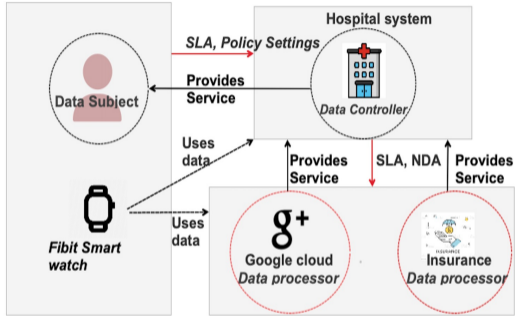 Hospital system
SLA, Policy Settings
Data Subject
Provides
Service
Data Controller
Uses
data
Provides
Service
SLA, NDA
Provides
Service
Fibit Smart
watch
Uses
data
g+
Google cloud
Data processor
INSURANCE
Insurance
Data processor